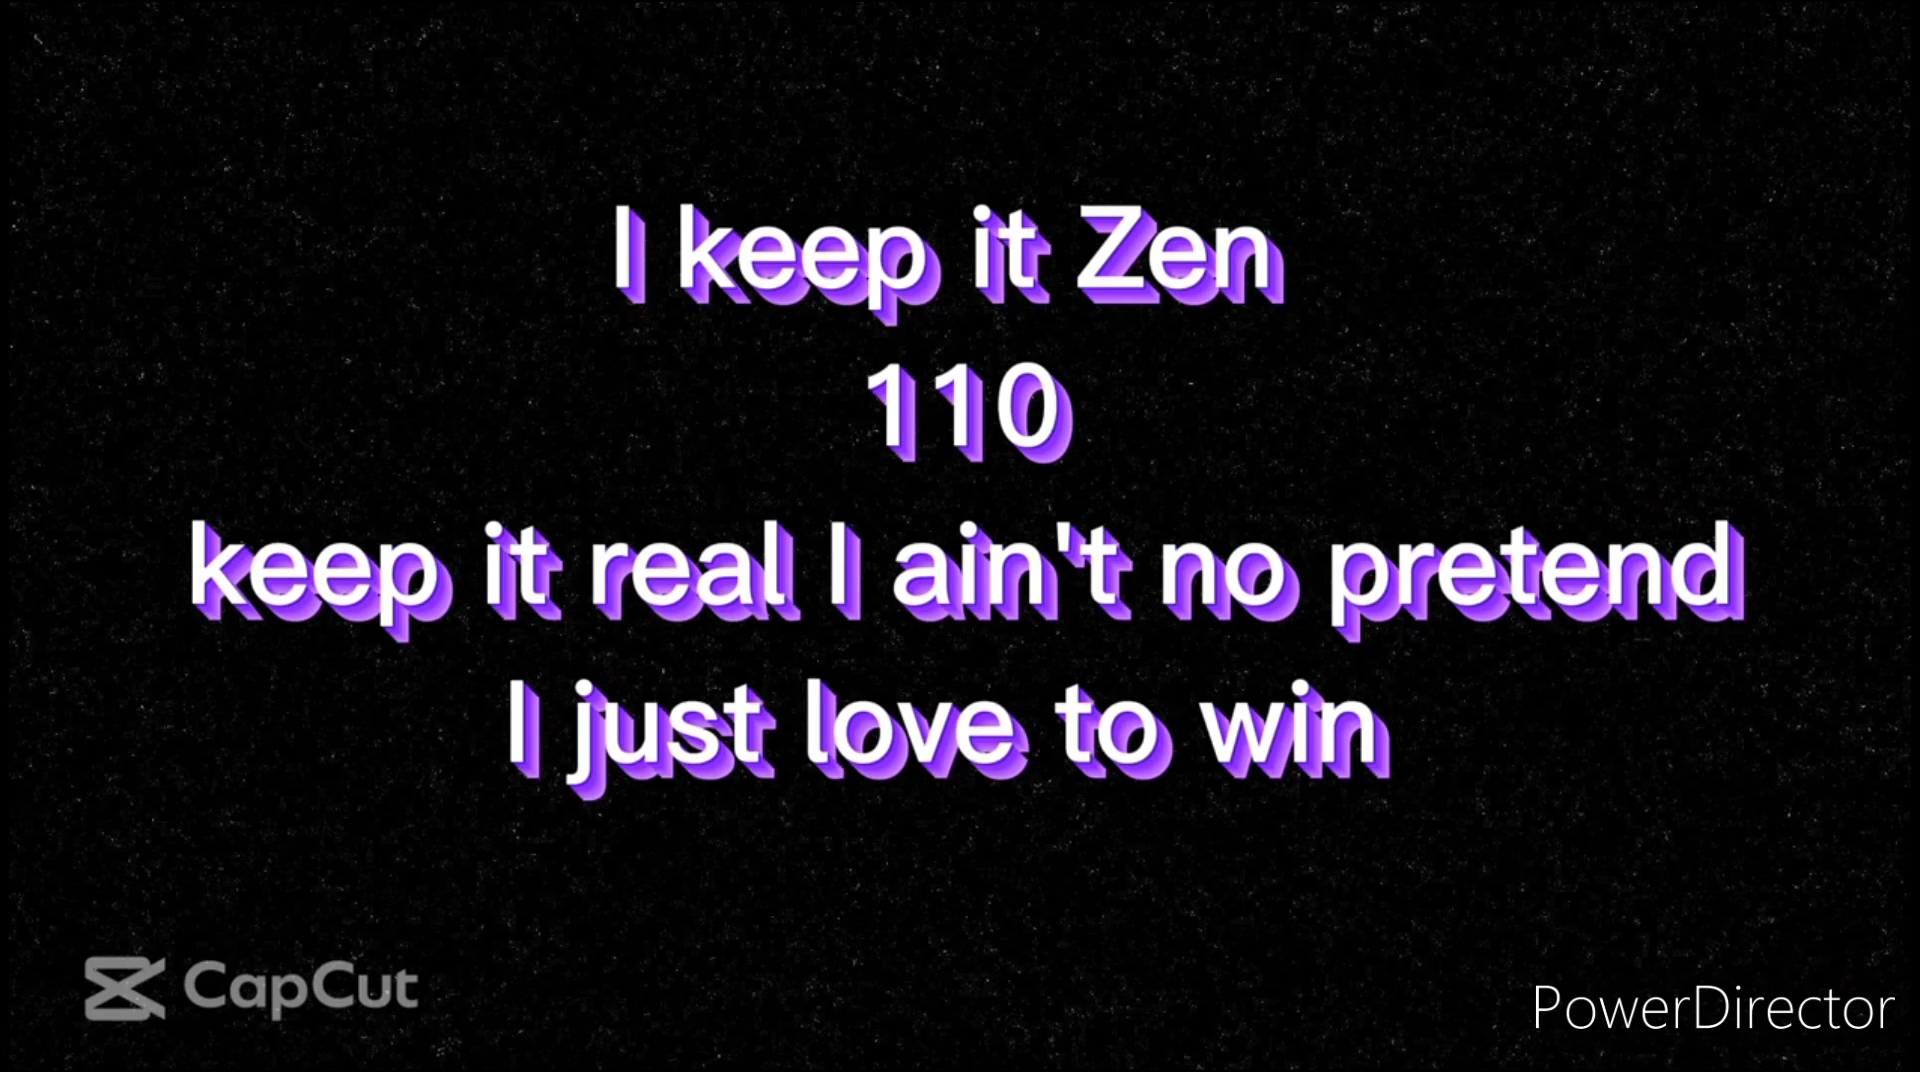 I keep it Zen
110
keep it real I ain't no pretend
I just love to win
CapCut
PowerDirector